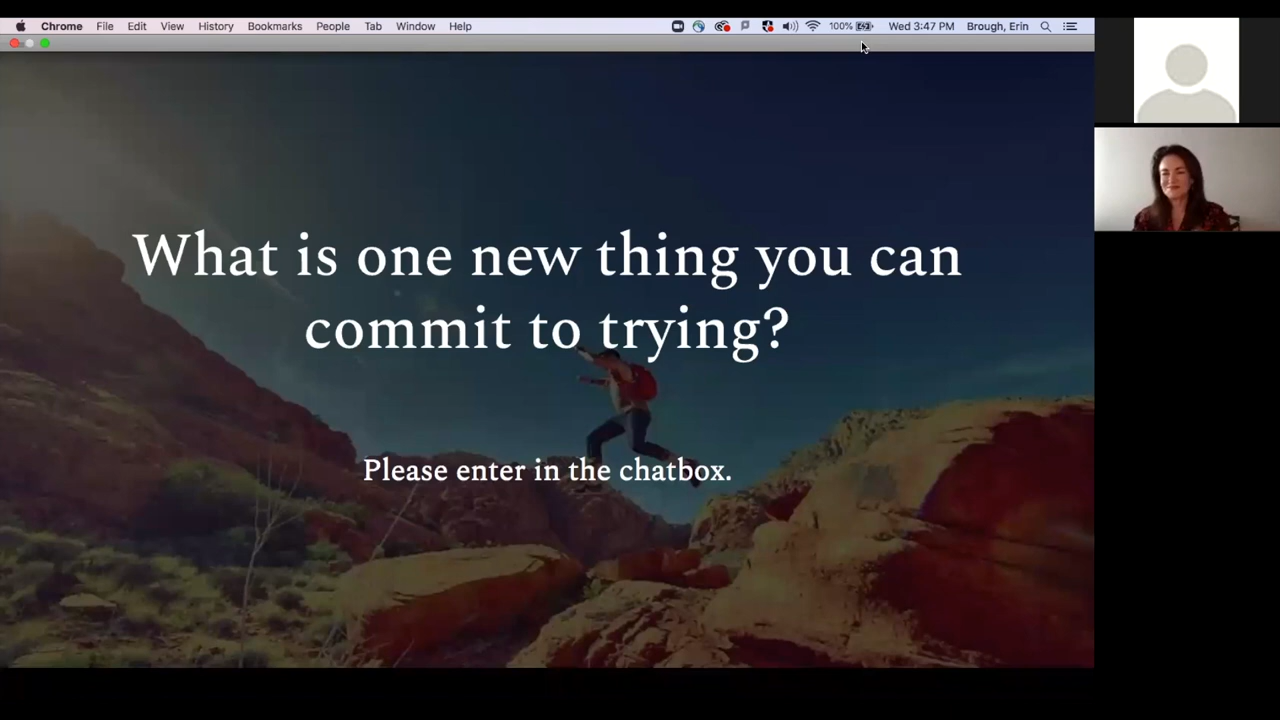 Chrome File Edit View History Bookmarks People Tab Window Help 100% Wed 3:47 PM Brough, Erin
What is one new thing you can
commit to trying?
Please enter in the chatbox.